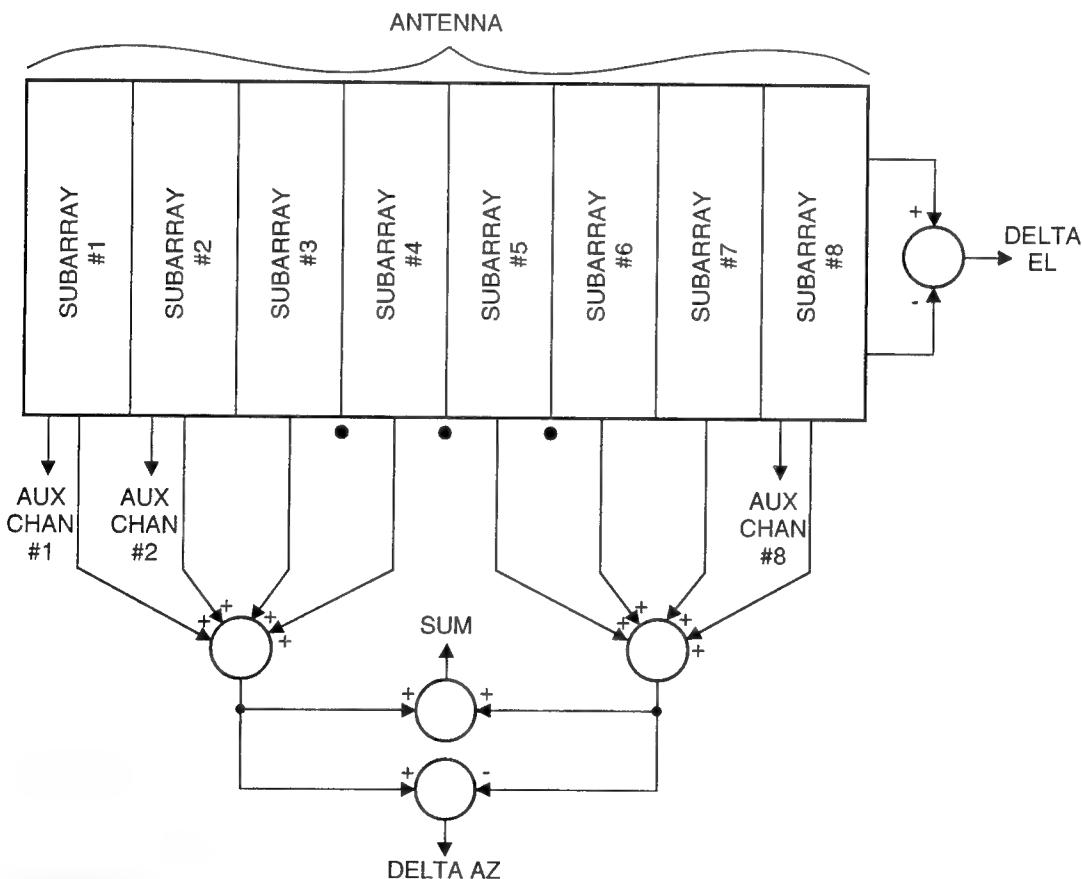 ANTENNA
SUBARRAY
#1
SUBARRAY
#2
SUBARRAY
#3
SUBARRAY
#4
SUBARRAY
#5
SUBARRAY
#6
SUBARRAY
#7
SUBARRAY
#8
+
-
DELTA
EL
AUX
CHAN
#1
AUX
CHAN
#2
AUX
CHAN
#8
+
+
+
+
+
+
+
+
SUM
+
+
+
-
DELTA AZ